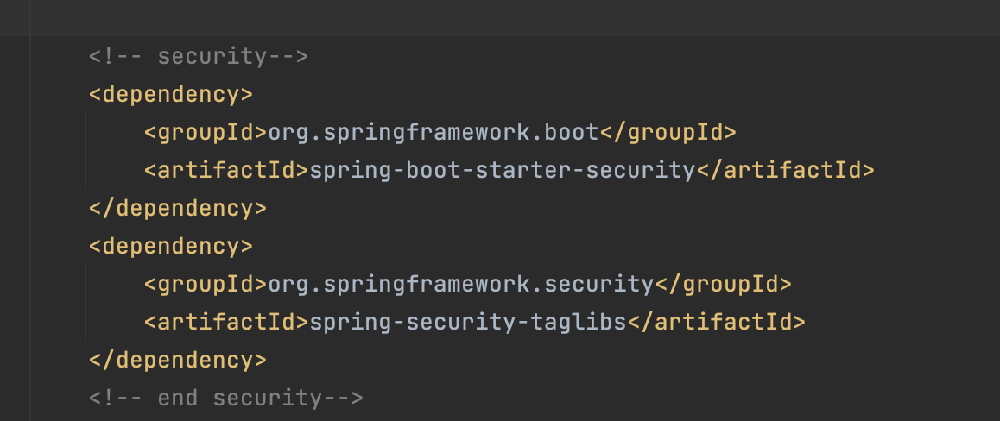 <!-- security-->
<dependency>
    <groupId>org.springframework.boot</groupId>
    <artifactId>spring-boot-starter-security</artifactId>
</dependency>
<dependency>
    <groupId>org.springframework.security</groupId>
    <artifactId>spring-security-taglibs</artifactId>
</dependency>
<!-- end security-->